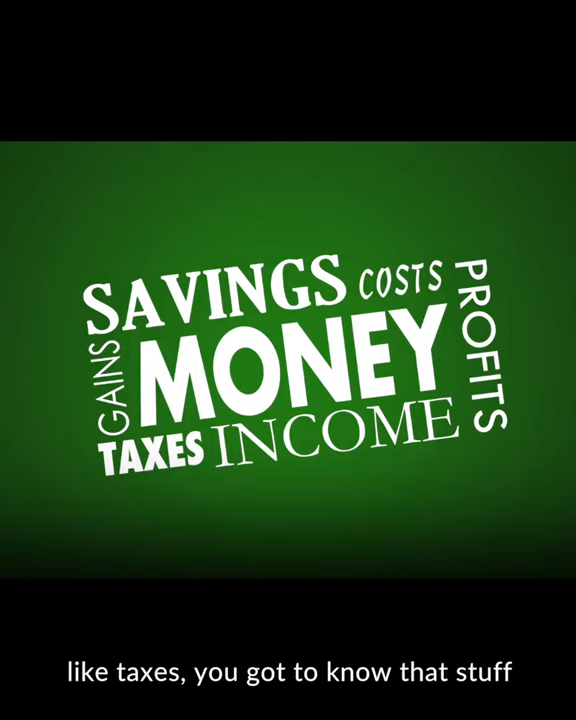 SAVINGS COSTS
PROFITS
GAINS
MONEY
TAXES INCOME
like taxes, you got to know that stuff